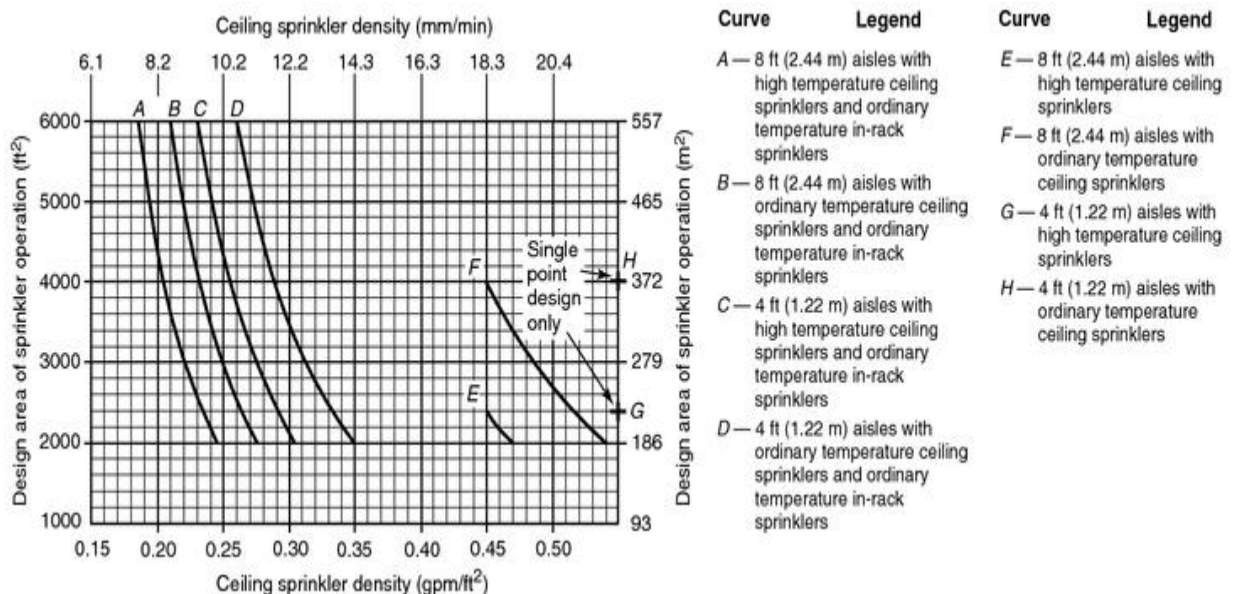 Ceiling sprinkler density (mm/min)
6.1 8.2 10.2 12.2 14.3 16.3 18.3 20.4
A B C D
6000 557
5000 465
4000 372
3000 279
2000 186
1000 93
Design area of sprinkler operation (ft²)
Design area of sprinkler operation (m²)
F
E
Single
point
design
only
H
G
0.15 0.20 0.25 0.30 0.35 0.40 0.45 0.50
Ceiling sprinkler density (gpm/ft²)
Curve Legend
A — 8 ft (2.44 m) aisles with
high temperature ceiling
sprinklers and ordinary
temperature in-rack
sprinklers
B — 8 ft (2.44 m) aisles with
ordinary temperature ceiling
sprinklers and ordinary
temperature in-rack
sprinklers
C — 4 ft (1.22 m) aisles with
high temperature ceiling
sprinklers and ordinary
temperature in-rack
sprinklers
D — 4 ft (1.22 m) aisles with
ordinary temperature ceiling
sprinklers and ordinary
temperature in-rack
sprinklers
Curve Legend
E — 8 ft (2.44 m) aisles with
high temperature ceiling
sprinklers
F — 8 ft (2.44 m) aisles with
ordinary temperature
ceiling sprinklers
G — 4 ft (1.22 m) aisles with
high temperature ceiling
sprinklers
H — 4 ft (1.22 m) aisles with
ordinary temperature
ceiling sprinklers